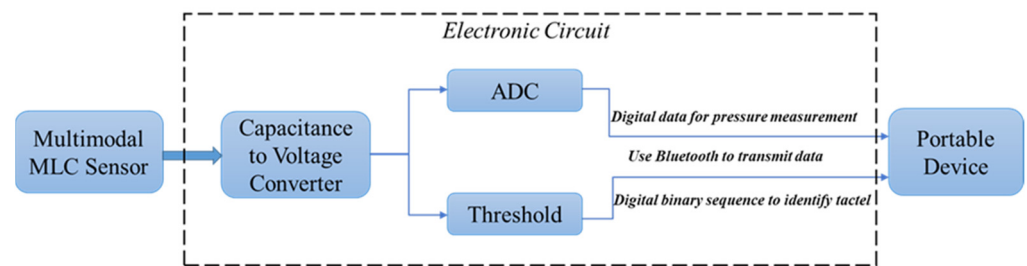 Electronic Circuit
Multimodal
MLC Sensor
Capacitance
to Voltage
Converter
ADC
Threshold
Digital data for pressure measurement
Use Bluetooth to transmit data
Digital binary sequence to identify tactel
Portable
Device